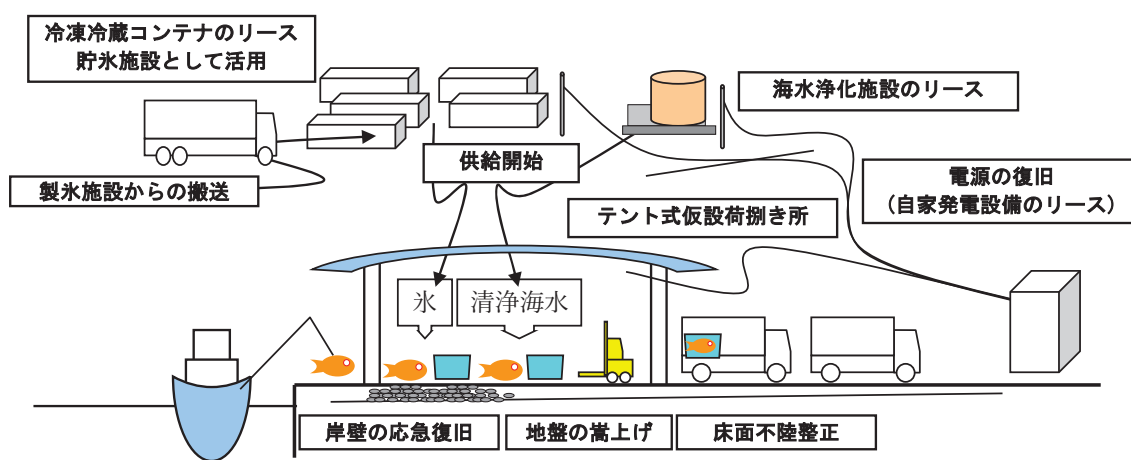 冷凍冷蔵コンテナのリース
貯氷施設として活用
海水浄化施設のリース
供給開始
製氷施設からの搬送
電源の復旧
（自家発電設備のリース）
テント式仮設荷捌き所
氷
清浄海水
岸壁の応急復旧
地盤の嵩上げ
床面不陸整正